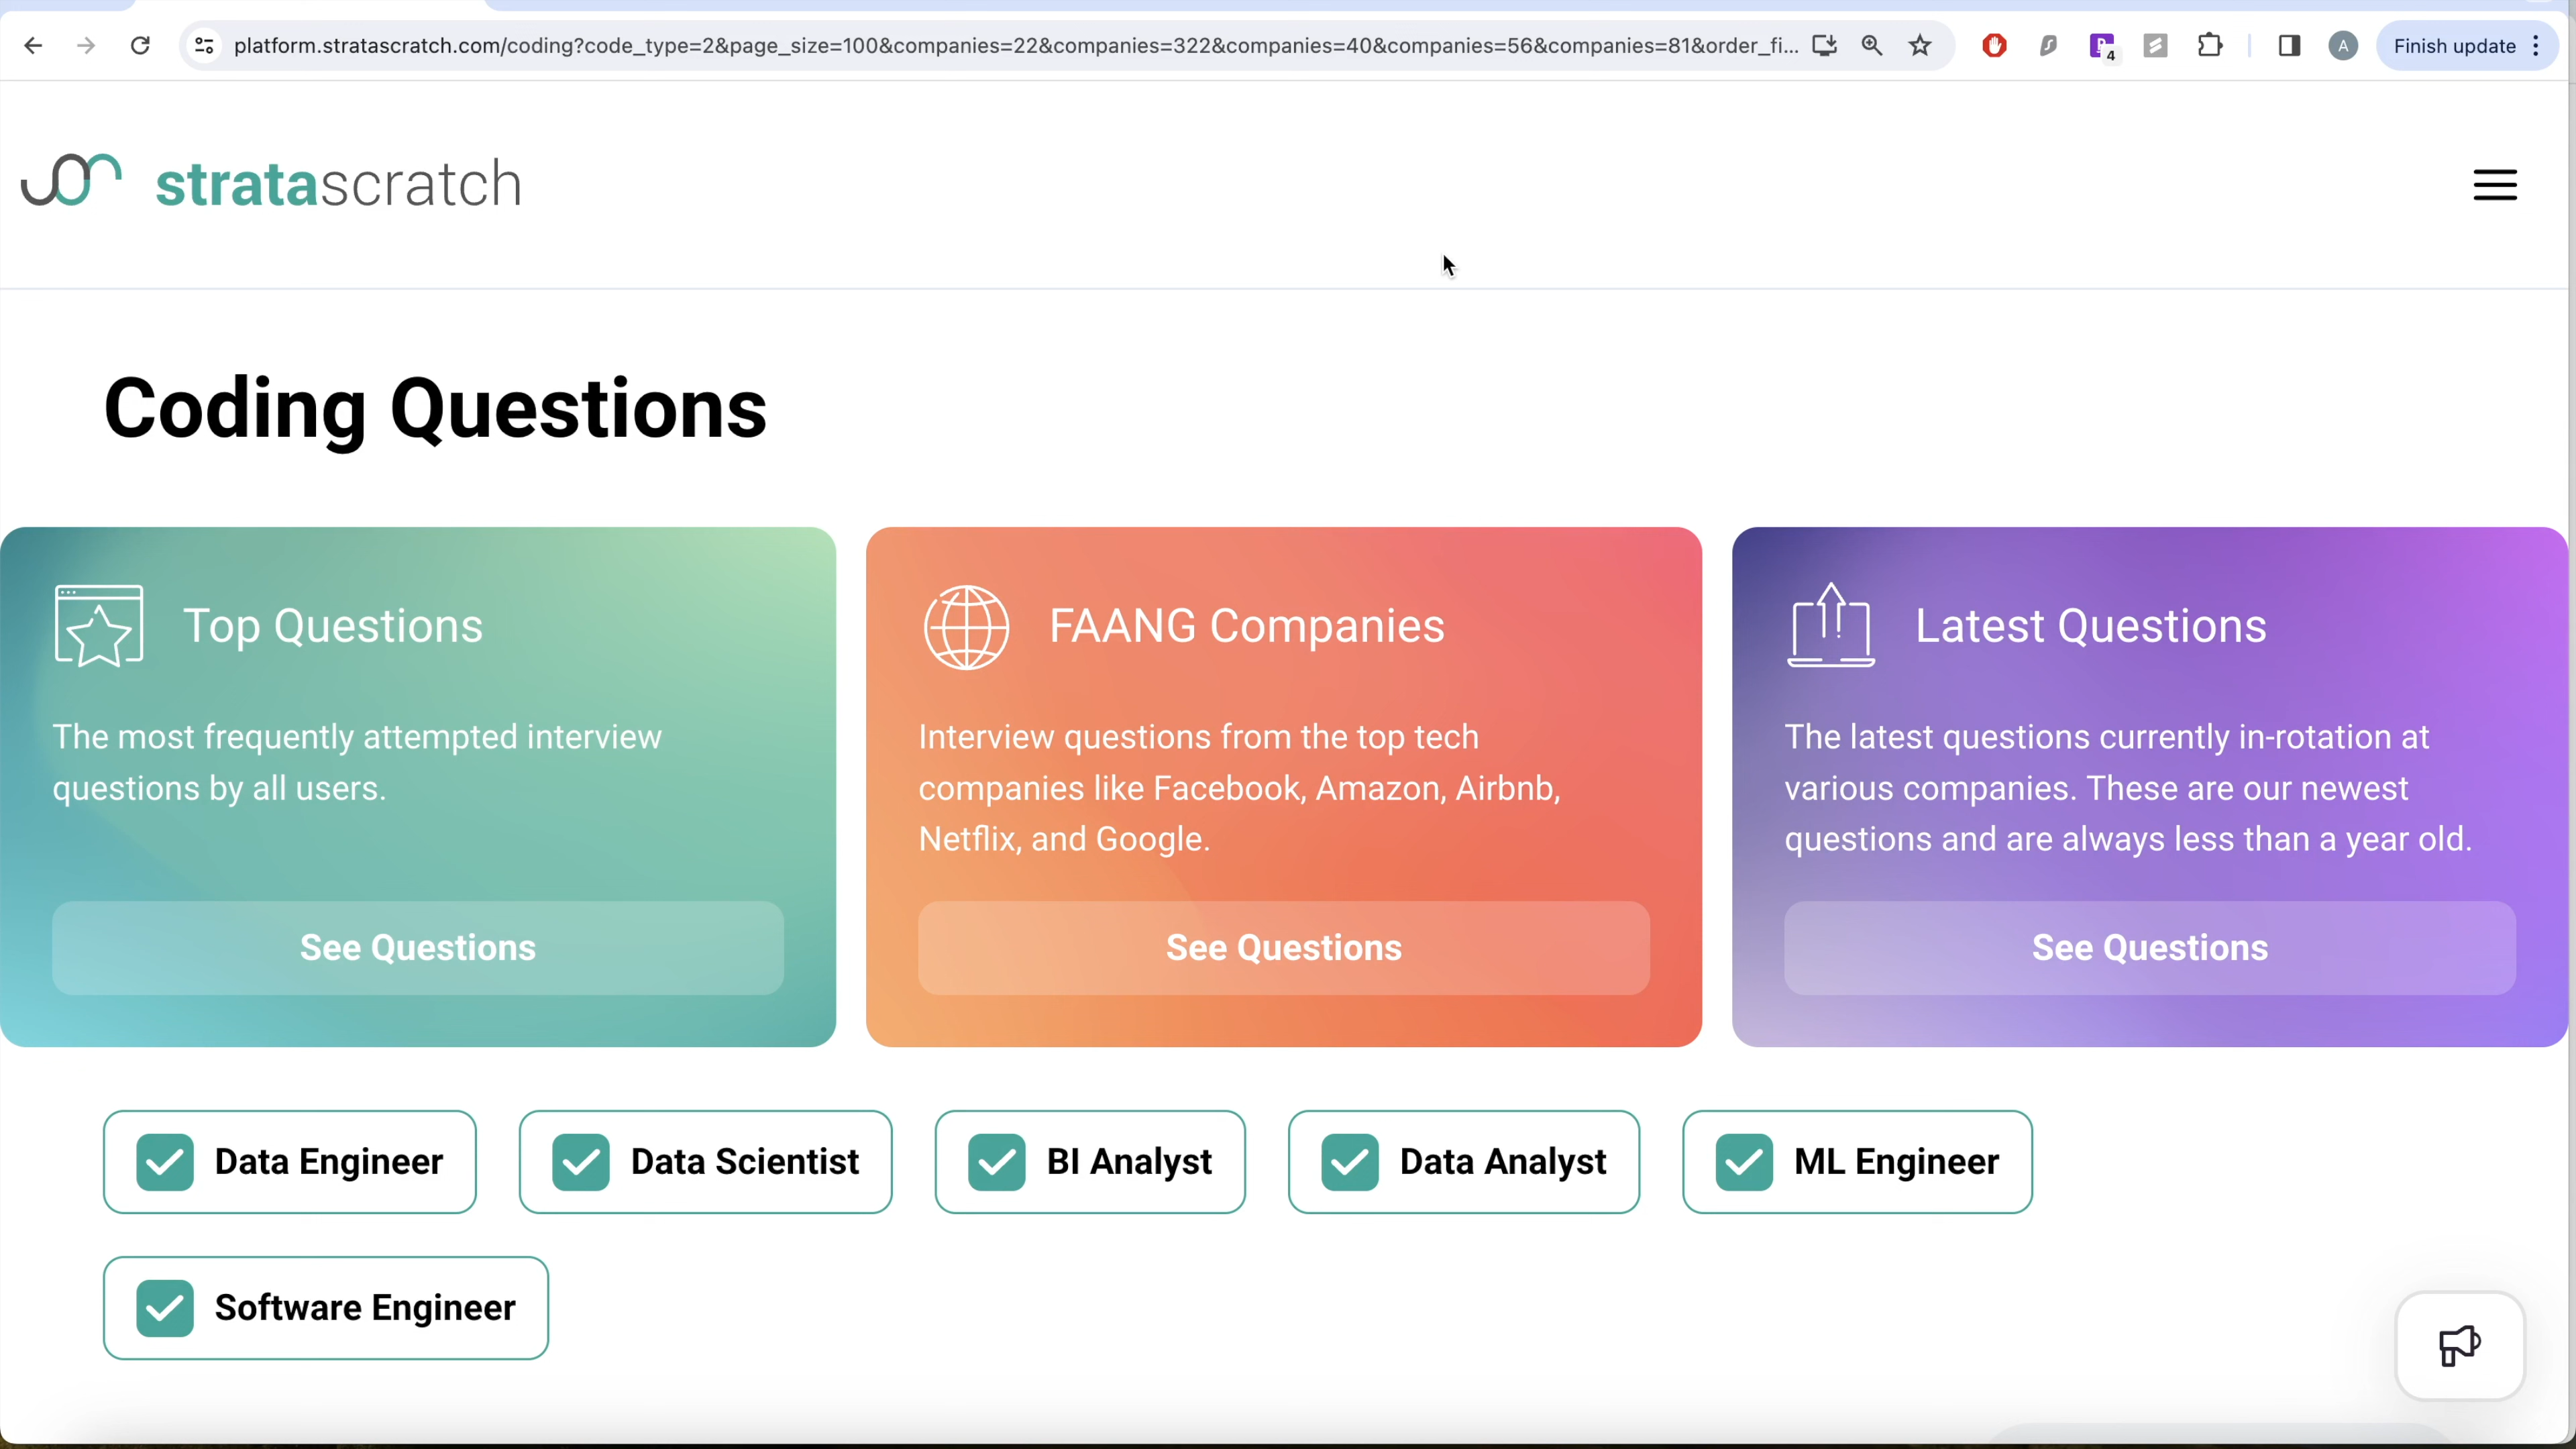 platform.stratascratch.com/coding?code_type=2&page_size=100&companies=22&companies=322&companies=40&companies=56&companies=81&order_fi...
4
A
Finish update
stratascratch
Coding Questions
Top Questions
The most frequently attempted interview
questions by all users.
See Questions
FAANG Companies
Interview questions from the top tech
companies like Facebook, Amazon, Airbnb,
Netflix, and Google.
See Questions
Latest Questions
The latest questions currently in-rotation at
various companies. These are our newest
questions and are always less than a year old.
See Questions
Data Engineer
Data Scientist
BI Analyst
Data Analyst
ML Engineer
Software Engineer